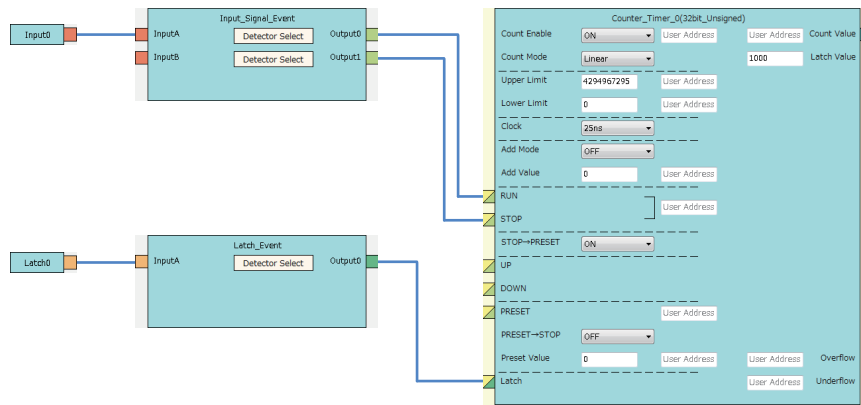 Input0
Input_Signal_Event
InputA Detector Select Output0
InputB Detector Select Output1
Latch0
Latch_Event
InputA Detector Select Output0
Counter_Timer_0(32bit_Unsigned)
Count Enable ON User Address User Address Count Value
Count Mode Linear 1000 Latch Value
Upper Limit 4294967295 User Address
Lower Limit 0 User Address
Clock 25ns
Add Mode OFF
Add Value 0 User Address
RUN
User Address
STOP
STOP→PRESET ON
UP
DOWN
PRESET User Address
PRESET→STOP OFF
Preset Value 0 User Address User Address Overflow
Latch User Address Underflow